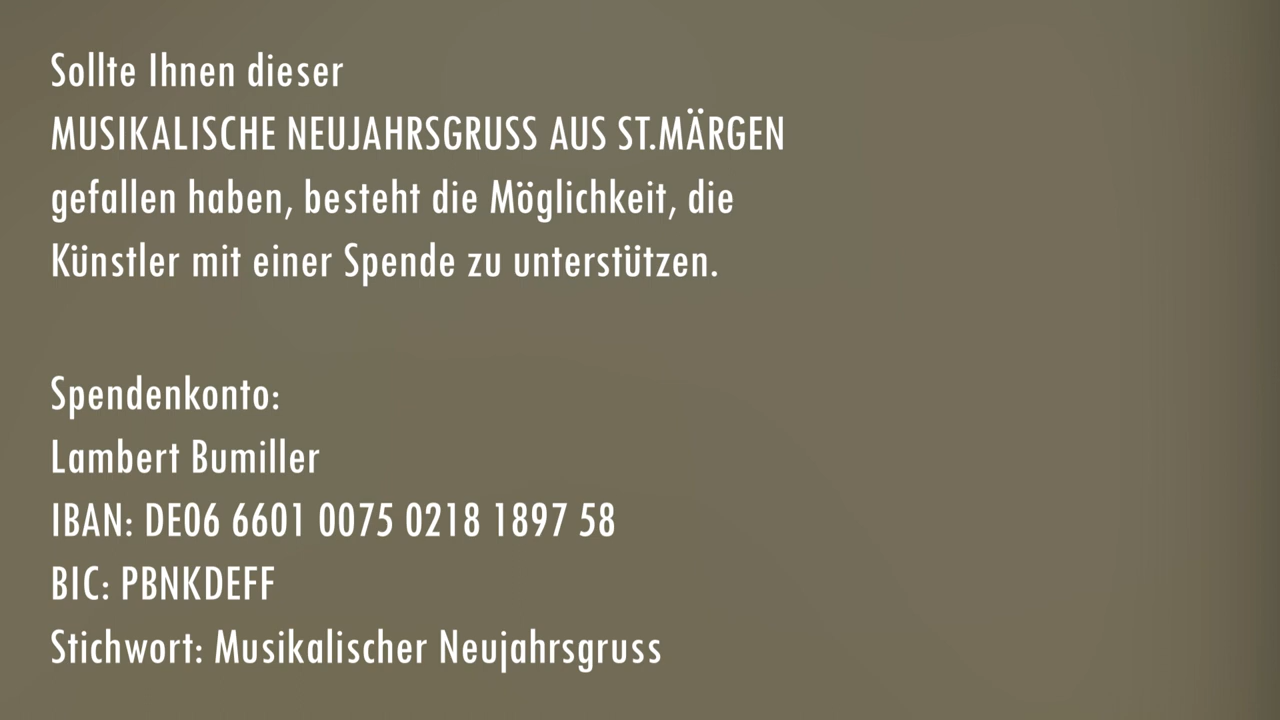 Sollte Ihnen dieser
MUSIKALISCHE NEUJAHRSGRUSS AUS ST.MÄRGEN
gefallen haben, besteht die Möglichkeit, die
Künstler mit einer Spende zu unterstützen.
Spendenkonto:
Lambert Bumiller
IBAN: DE06 6601 0075 0218 1897 58
BIC: PBNKDEFF
Stichwort: Musikalischer Neujahrsgruss